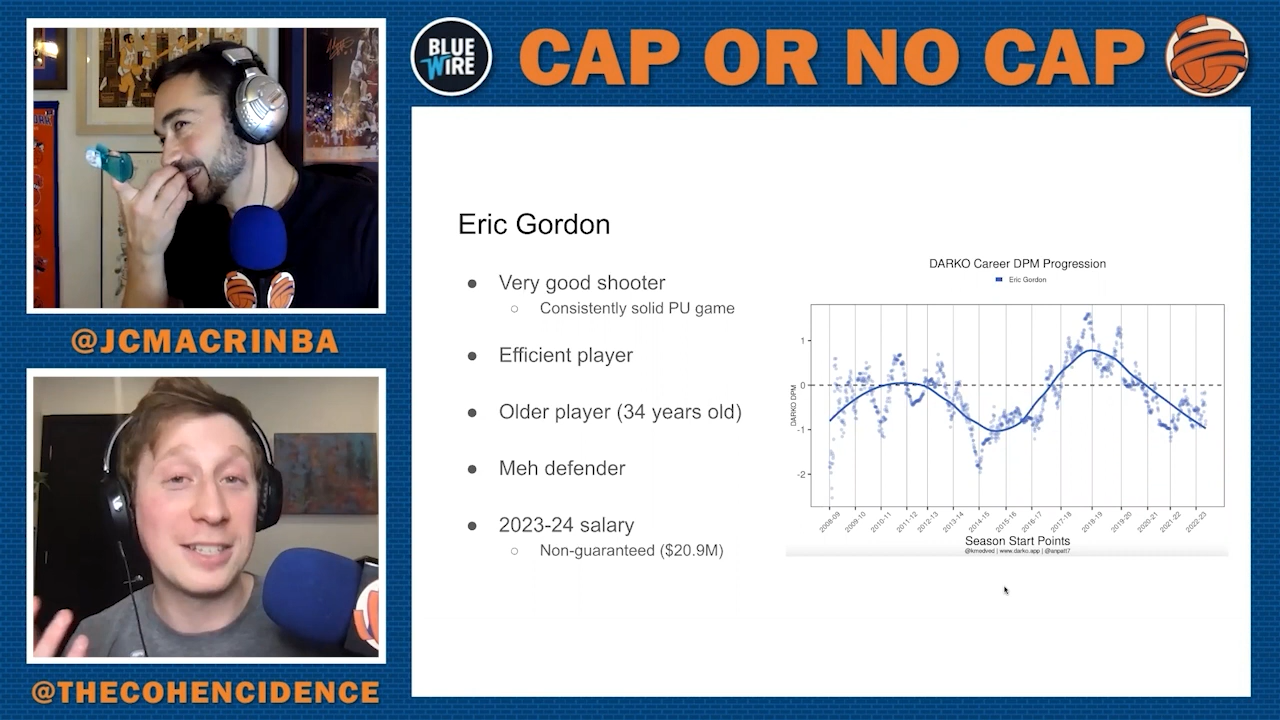 BLUE
WIRE
CAP OR NO CAP
@JCMACRINBA
@THECOHENCIDENCE
Eric Gordon
● Very good shooter
○ Consistently solid PU game
● Efficient player
● Older player (34 years old)
● Meh defender
● 2023-24 salary
○ Non-guaranteed ($20.9M)
DARKO Career DPM Progression
Eric Gordon
DARKO DPM
1
0
-1
-2
2008-09 2009-10 2010-11 2011-12 2012-13 2013-14 2014-15 2015-16 2016-17 2017-18 2018-19 2019-20 2020-21 2021-22 2022-23
Season Start Points
@kmedved | www.darko.app | @anpatt7